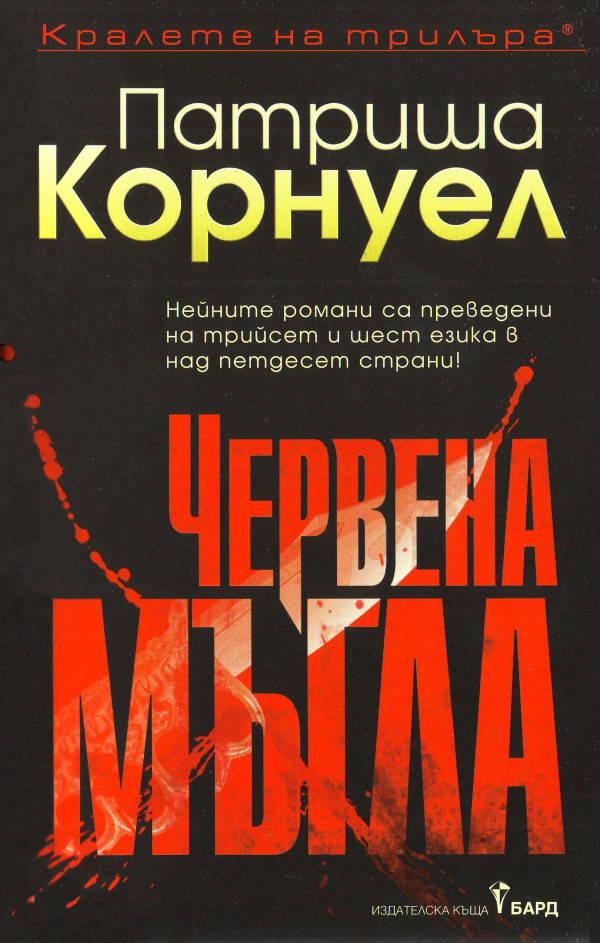 Кралете на трилъра®
Патриша
Корнуел
Нейните романи са преведени
на трийсет и шест езика в
над петдесет страни!
ЧЕРВЕНА
МЪГЛА
ИЗДАТЕЛСКА КЪЩА БАРД